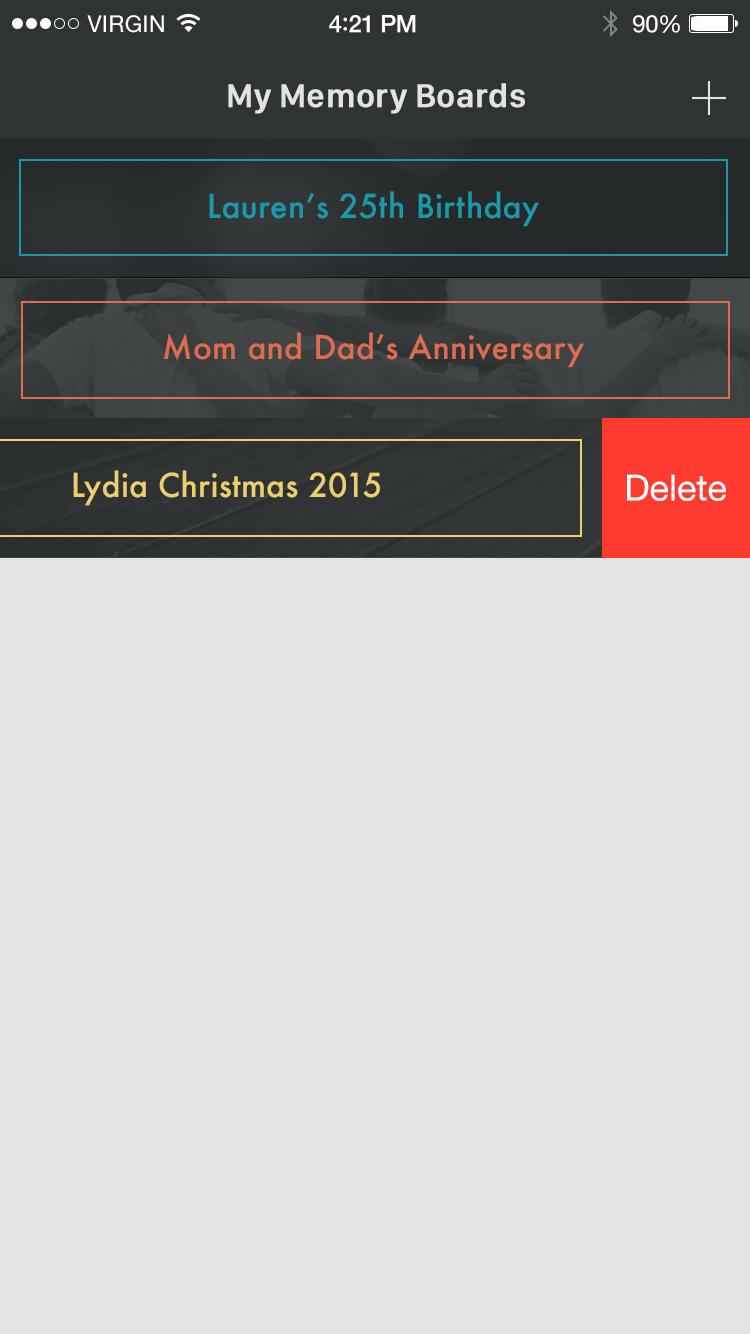 VIRGIN 4:21 PM 90%
My Memory Boards
Lauren’s 25th Birthday
Mom and Dad’s Anniversary
Lydia Christmas 2015
Delete